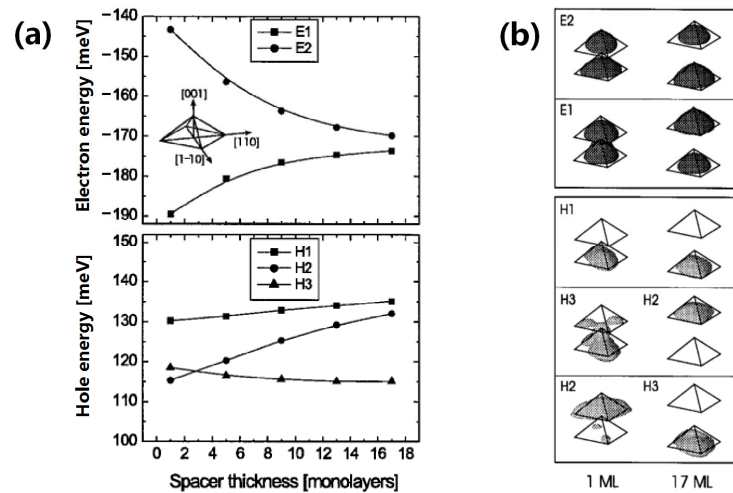 (a)
Electron energy [meV]
−140
−150
−160
−170
−180
−190
E1
E2
[001]
[110]
[1-10]
Hole energy [meV]
150
140
130
120
110
100
H1
H2
H3
0 2 4 6 8 10 12 14 16 18
Spacer thickness [monolayers]
(b)
E2
E1
H1
H3 H2
H2 H3
1 ML 17 ML